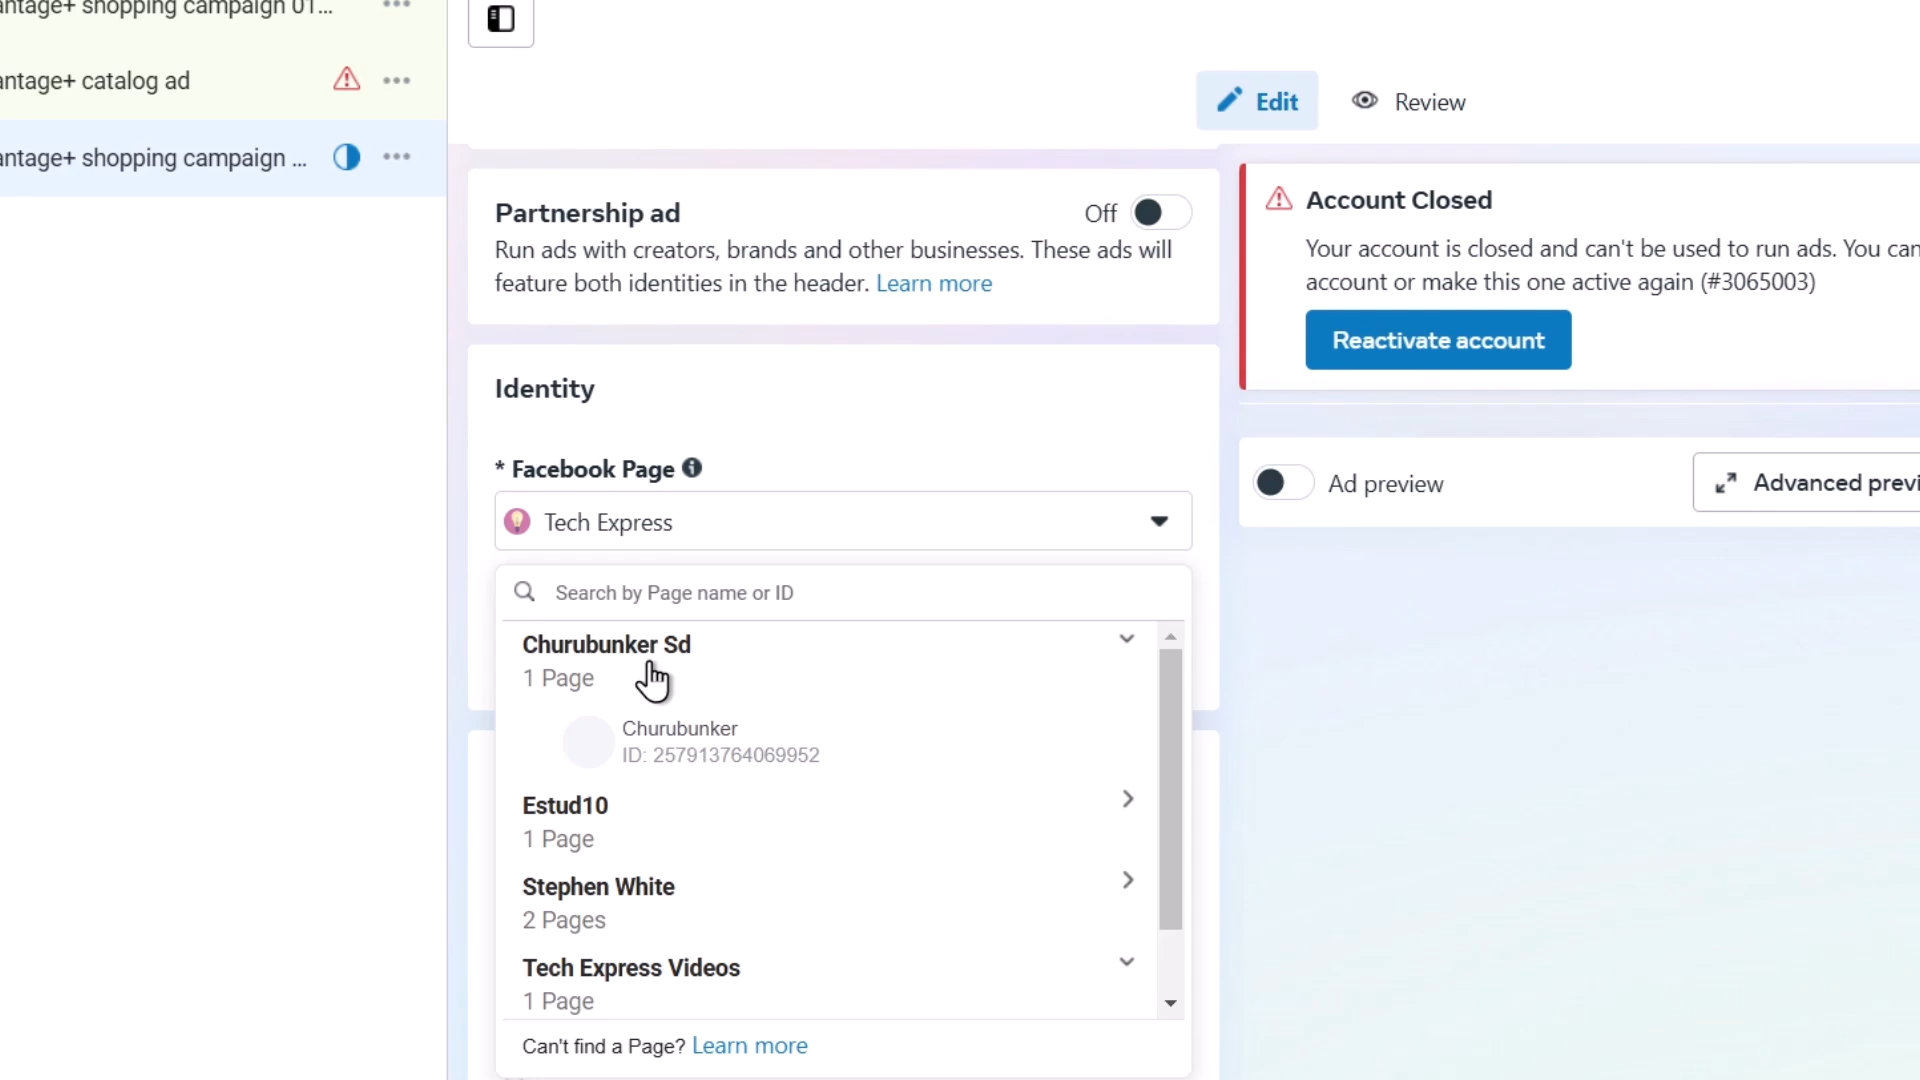 antage+ shopping campaign 01...
antage+ catalog ad
antage+ shopping campaign ...
Edit
Review
Partnership ad
Off
Run ads with creators, brands and other businesses. These ads will
feature both identities in the header. Learn more
Account Closed
Your account is closed and can't be used to run ads. You can
account or make this one active again (#3065003)
Reactivate account
Identity
* Facebook Page
Tech Express
Ad preview
Advanced previ
Search by Page name or ID
Churubunker Sd
1 Page
Churubunker
ID: 257913764069952
Estud10
1 Page
Stephen White
2 Pages
Tech Express Videos
1 Page
Can't find a Page? Learn more